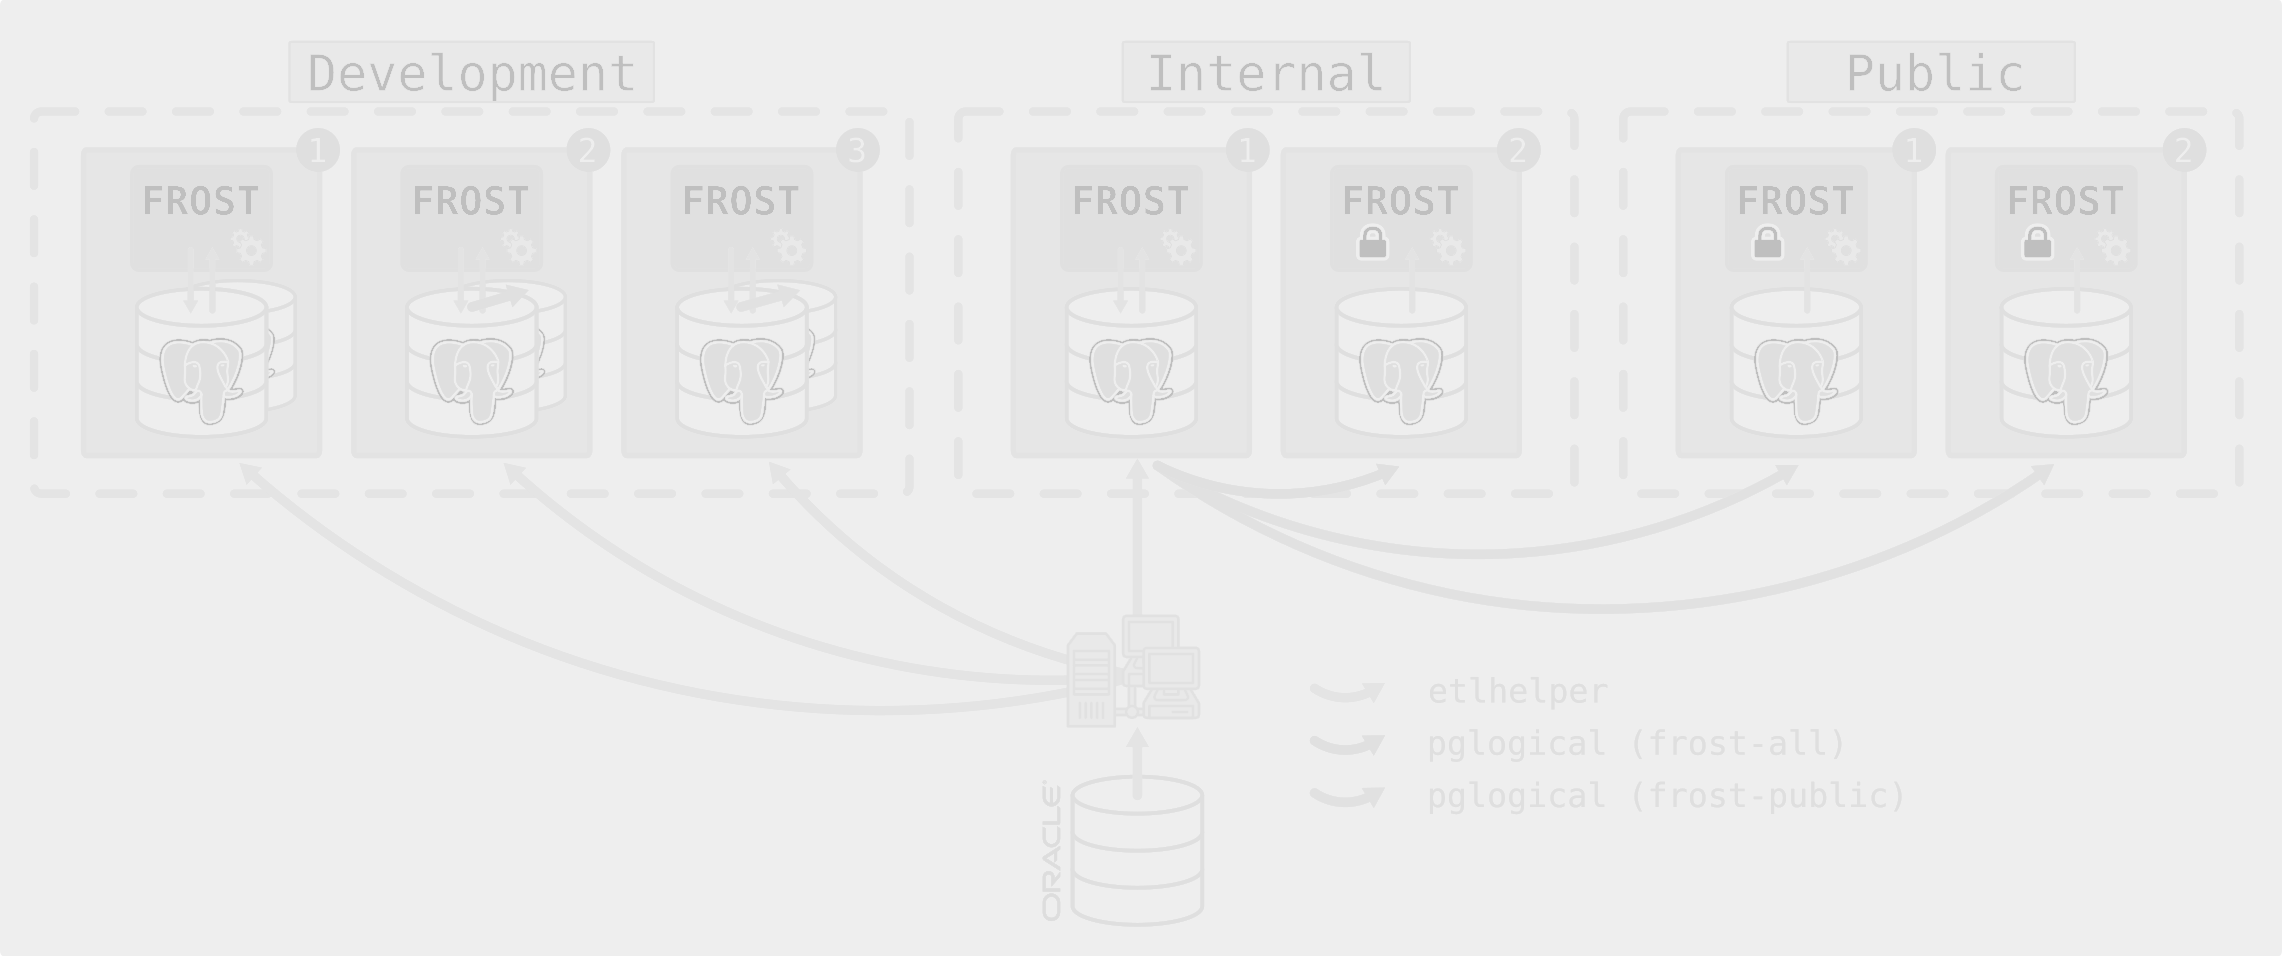 Development
Internal
Public
1
2
3
1
2
1
2
FROST
FROST
FROST
FROST
FROST
FROST
FROST
etlhelper
pglogical (frost-all)
pglogical (frost-public)
ORACLE